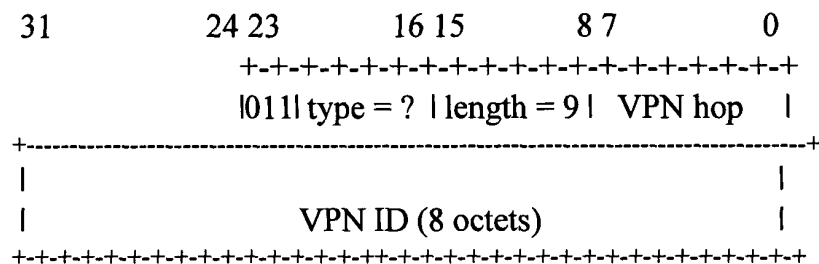 31 24 23 16 15 8 7 0
+-+-+-+-+-+-+-+-+-+-+-+-+-+-+-+-+-+-+
|011| type = ? | length = 9 | VPN hop |
+-----------------------------------------------------------------+
| |
| VPN ID (8 octets) |
+-+-+-+-+-+-+-+-+-+-+-+-++-+-+-+-+-+-+-+-+-+-+-+-+-+